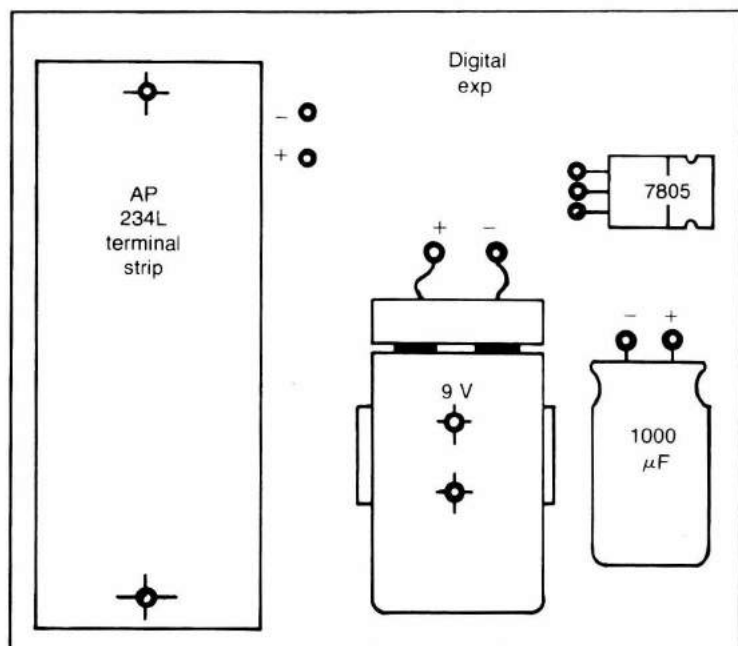 Digital
exp
−
+
AP
234L
terminal
strip
7805
+ −
− +
9 V
1000
μF